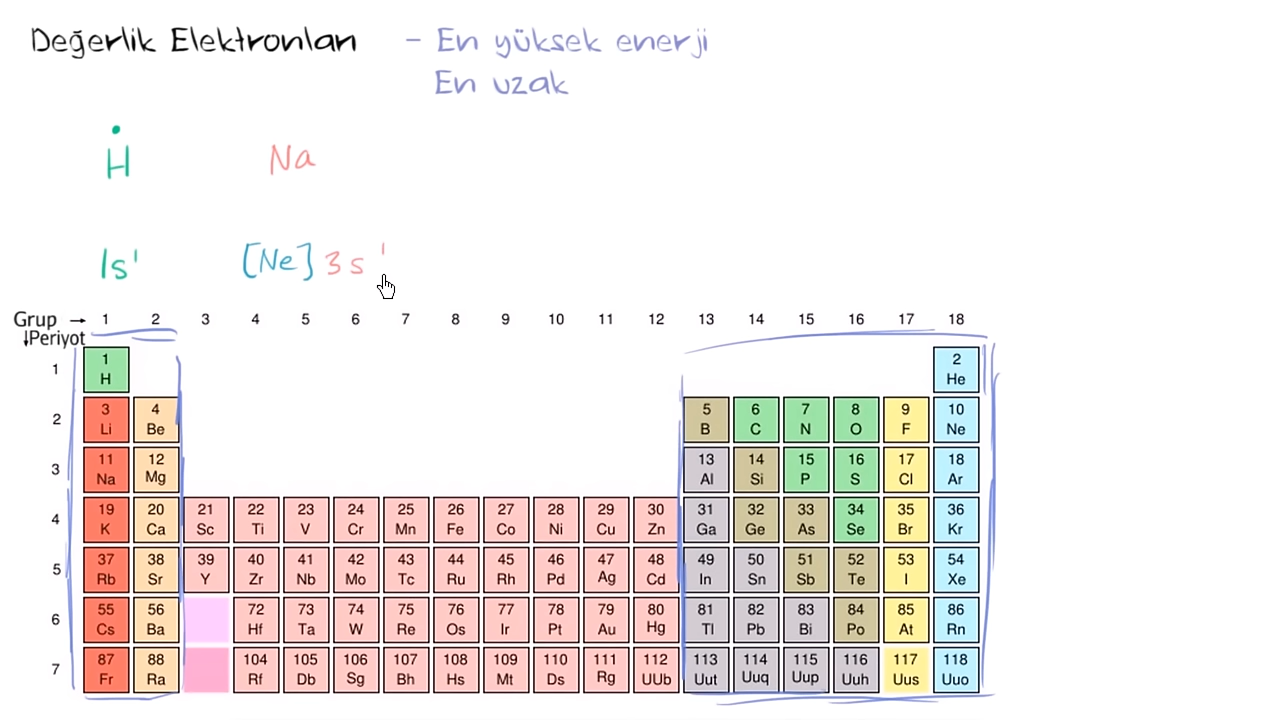 Değerlik Elektronları - En yüksek enerji
En uzak
H Na
1s¹ [Ne] 3s¹
Grup → 1 2 3 4 5 6 7 8 9 10 11 12 13 14 15 16 17 18
↓Periyot
1 1 2
H He
2 3 4 5 6 7 8 9 10
Li Be B C N O F Ne
3 11 12 13 14 15 16 17 18
Na Mg Al Si P S Cl Ar
4 19 20 21 22 23 24 25 26 27 28 29 30 31 32 33 34 35 36
K Ca Sc Ti V Cr Mn Fe Co Ni Cu Zn Ga Ge As Se Br Kr
5 37 38 39 40 41 42 43 44 45 46 47 48 49 50 51 52 53 54
Rb Sr Y Zr Nb Mo Tc Ru Rh Pd Ag Cd In Sn Sb Te I Xe
6 55 56 72 73 74 75 76 77 78 79 80 81 82 83 84 85 86
Cs Ba Hf Ta W Re Os Ir Pt Au Hg Tl Pb Bi Po At Rn
7 87 88 104 105 106 107 108 109 110 111 112 113 114 115 116 117 118
Fr Ra Rf Db Sg Bh Hs Mt Ds Rg UUb Uut Uuq Uup Uuh Uus Uuo